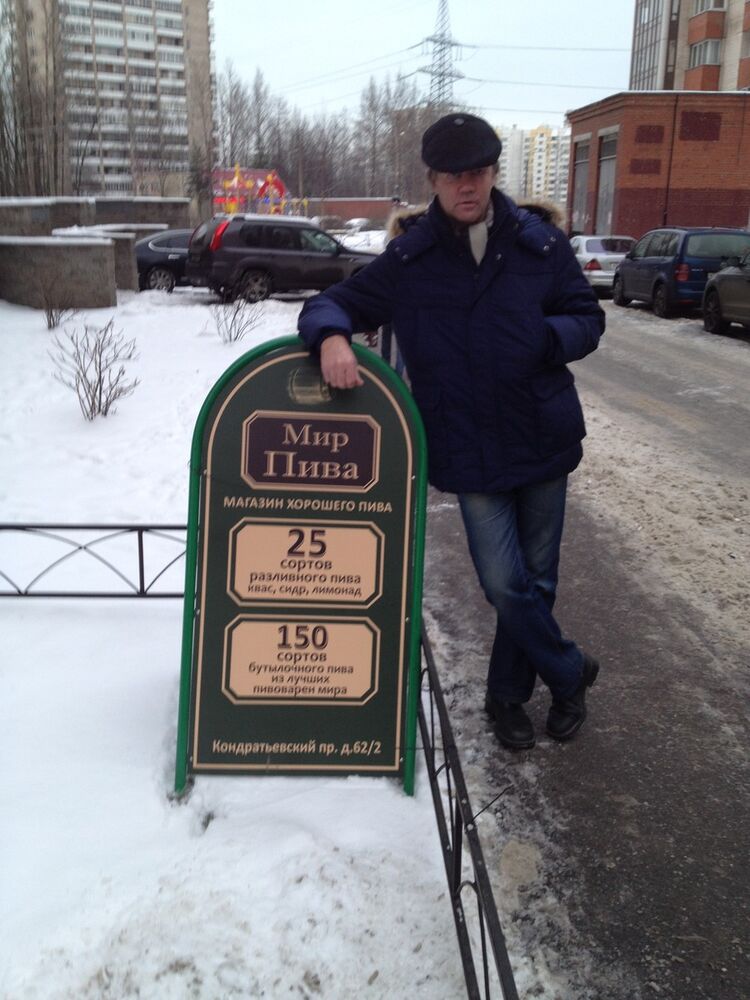 Мир
Пива
МАГАЗИН ХОРОШЕГО ПИВА
25
сортов
разливного пива
квас, сидр, лимонад
150
сортов
бутылочного пива
из лучших
пивоварен мира
Кондратьевский пр. д.62/2